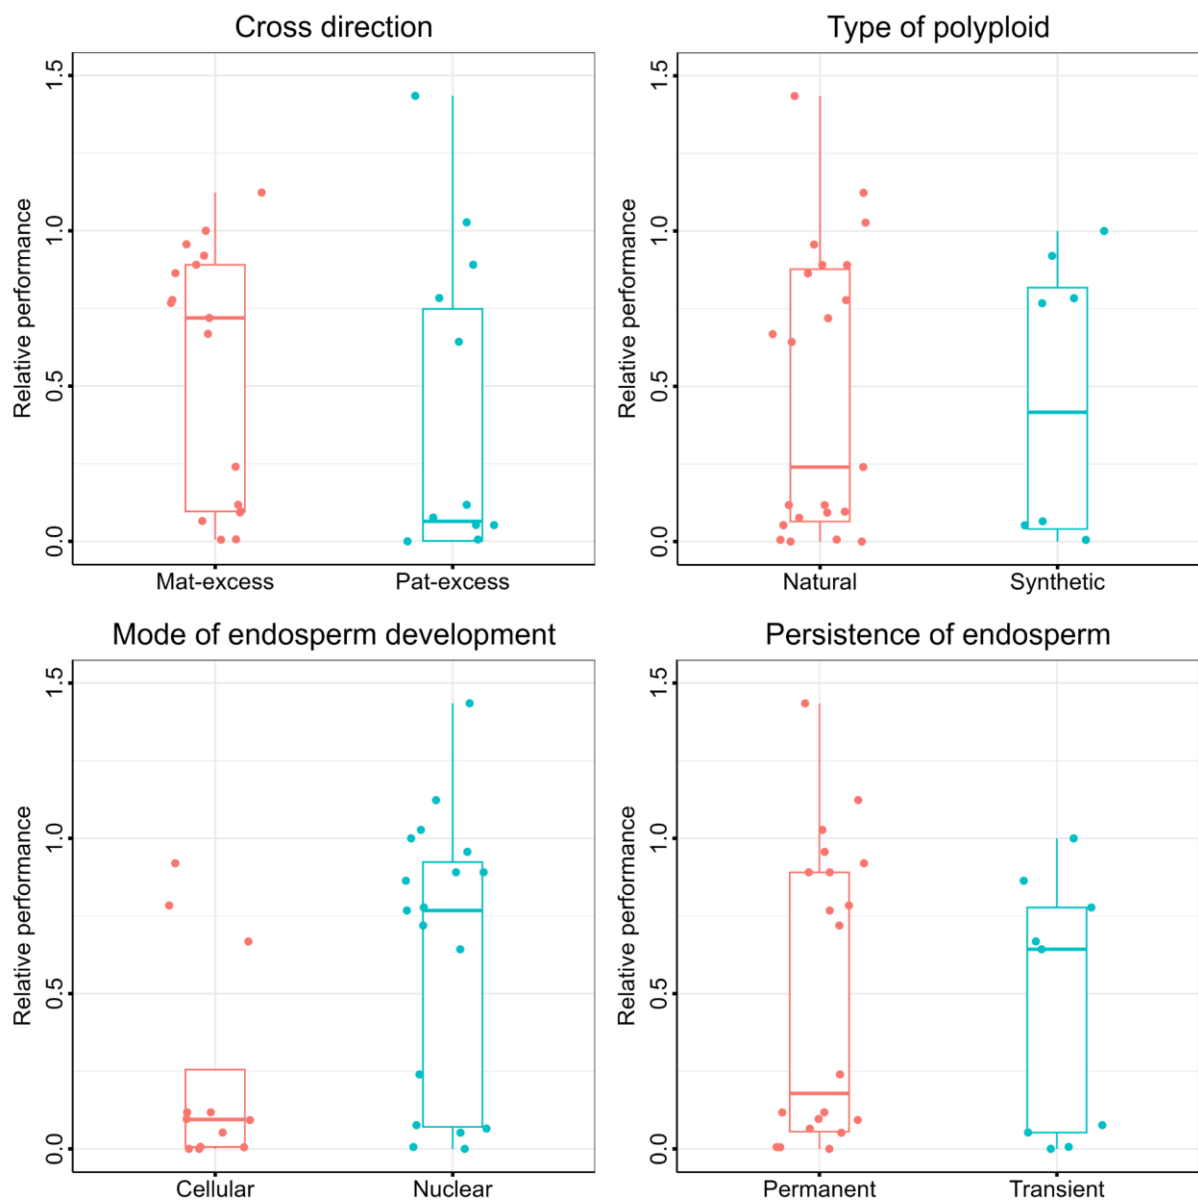 Cross direction
Relative performance
1.5
1.0
0.5
0.0
Mat-excess Pat-excess
Type of polyploid
Relative performance
1.5
1.0
0.5
0.0
Natural Synthetic
Mode of endosperm development
Relative performance
1.5
1.0
0.5
0.0
Cellular Nuclear
Persistence of endosperm
Relative performance
1.5
1.0
0.5
0.0
Permanent Transient